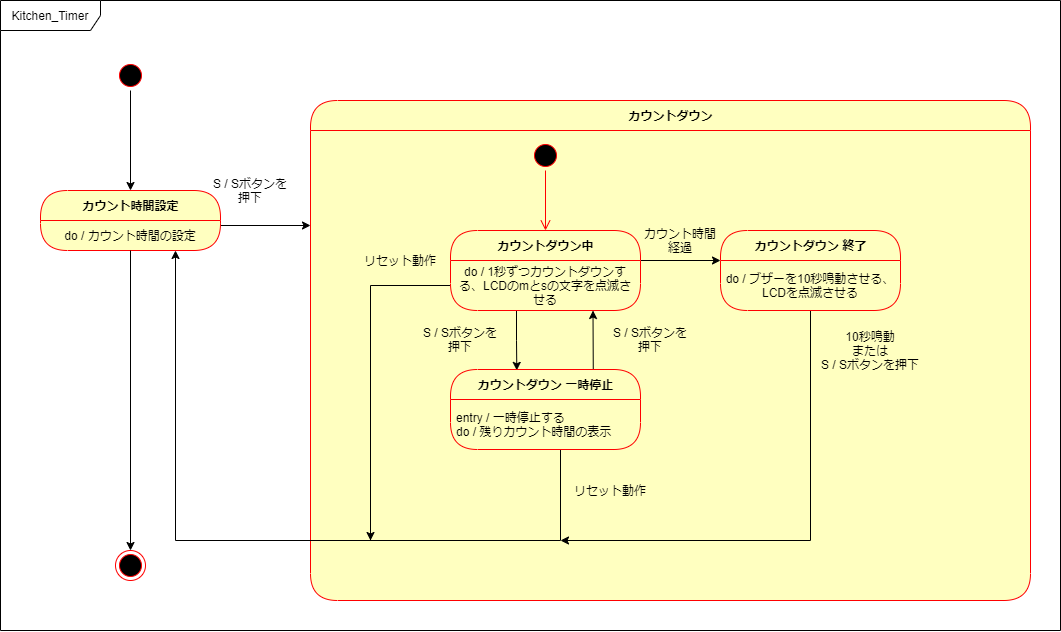 Kitchen_Timer
カウントダウン
S / Sボタンを
押下
カウント時間設定
do / カウント時間の設定
カウントダウン中
do / 1秒ずつカウントダウンす
る、LCDのmとsの文字を点滅さ
せる
カウント時間
経過
カウントダウン 終了
do / ブザーを10秒鳴動させる、
LCDを点滅させる
リセット動作
S / Sボタンを
押下
S / Sボタンを
押下
10秒鳴動
または
S / Sボタンを押下
カウントダウン 一時停止
entry / 一時停止する
do / 残りカウント時間の表示
リセット動作